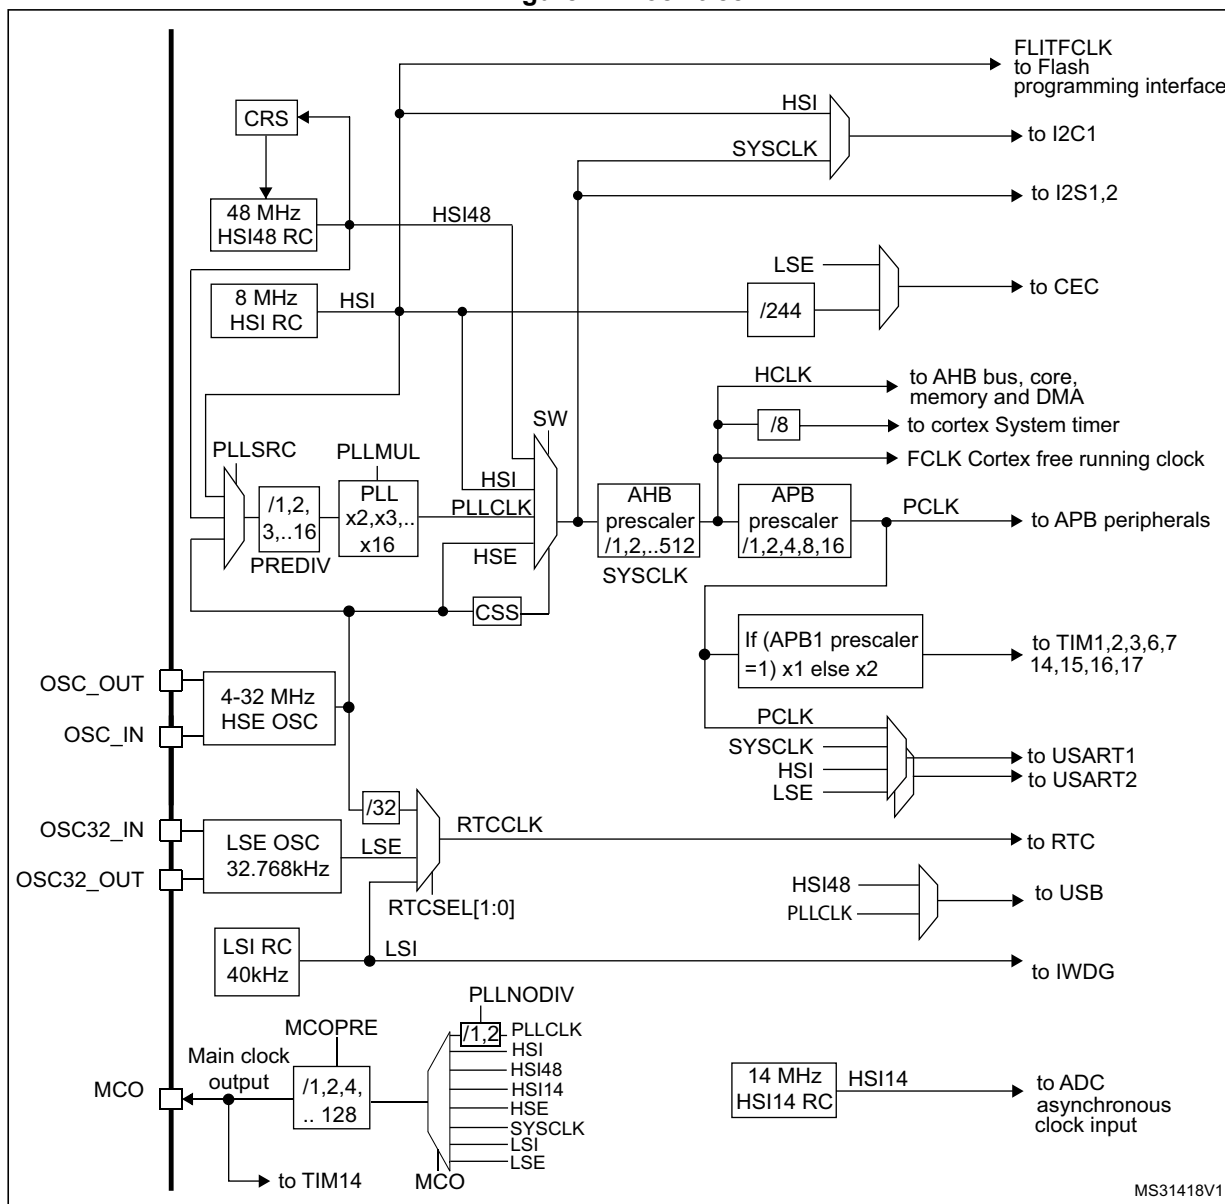 FLITFCLK
to Flash
programming interface
HSI
CRS
to I2C1
SYSCLK
to I2S1,2
48 MHz
HSI48 RC
HSI48
LSE
to CEC
8 MHz
HSI RC
HSI
/244
HCLK
to AHB bus, core,
memory and DMA
SW
/8
to cortex System timer
PLLSRC
PLLMUL
FCLK Cortex free running clock
HSI
/1,2,
3,..16
PLL
x2,x3,..
x16
PLLCLK
AHB
prescaler
/1,2,..512
APB
prescaler
/1,2,4,8,16
PCLK
to APB peripherals
PREDIV
HSE
SYSCLK
CSS
If (APB1 prescaler
=1) x1 else x2
to TIM1,2,3,6,7
14,15,16,17
OSC_OUT
OSC_IN
4-32 MHz
HSE OSC
PCLK
SYSCLK
HSI
LSE
to USART1
to USART2
/32
OSC32_IN
OSC32_OUT
LSE OSC
32.768kHz
LSE
RTCCLK
to RTC
RTCSEL[1:0]
HSI48
PLLCLK
to USB
LSI RC
40kHz
LSI
to IWDG
PLLNODIV
MCOPRE
/1,2
PLLCLK
HSI
HSI48
HSI14
HSE
SYSCLK
LSI
LSE
Main clock
output
MCO
/1,2,4,
.. 128
14 MHz
HSI14 RC
HSI14
to ADC
asynchronous
clock input
to TIM14
MCO
MS31418V1